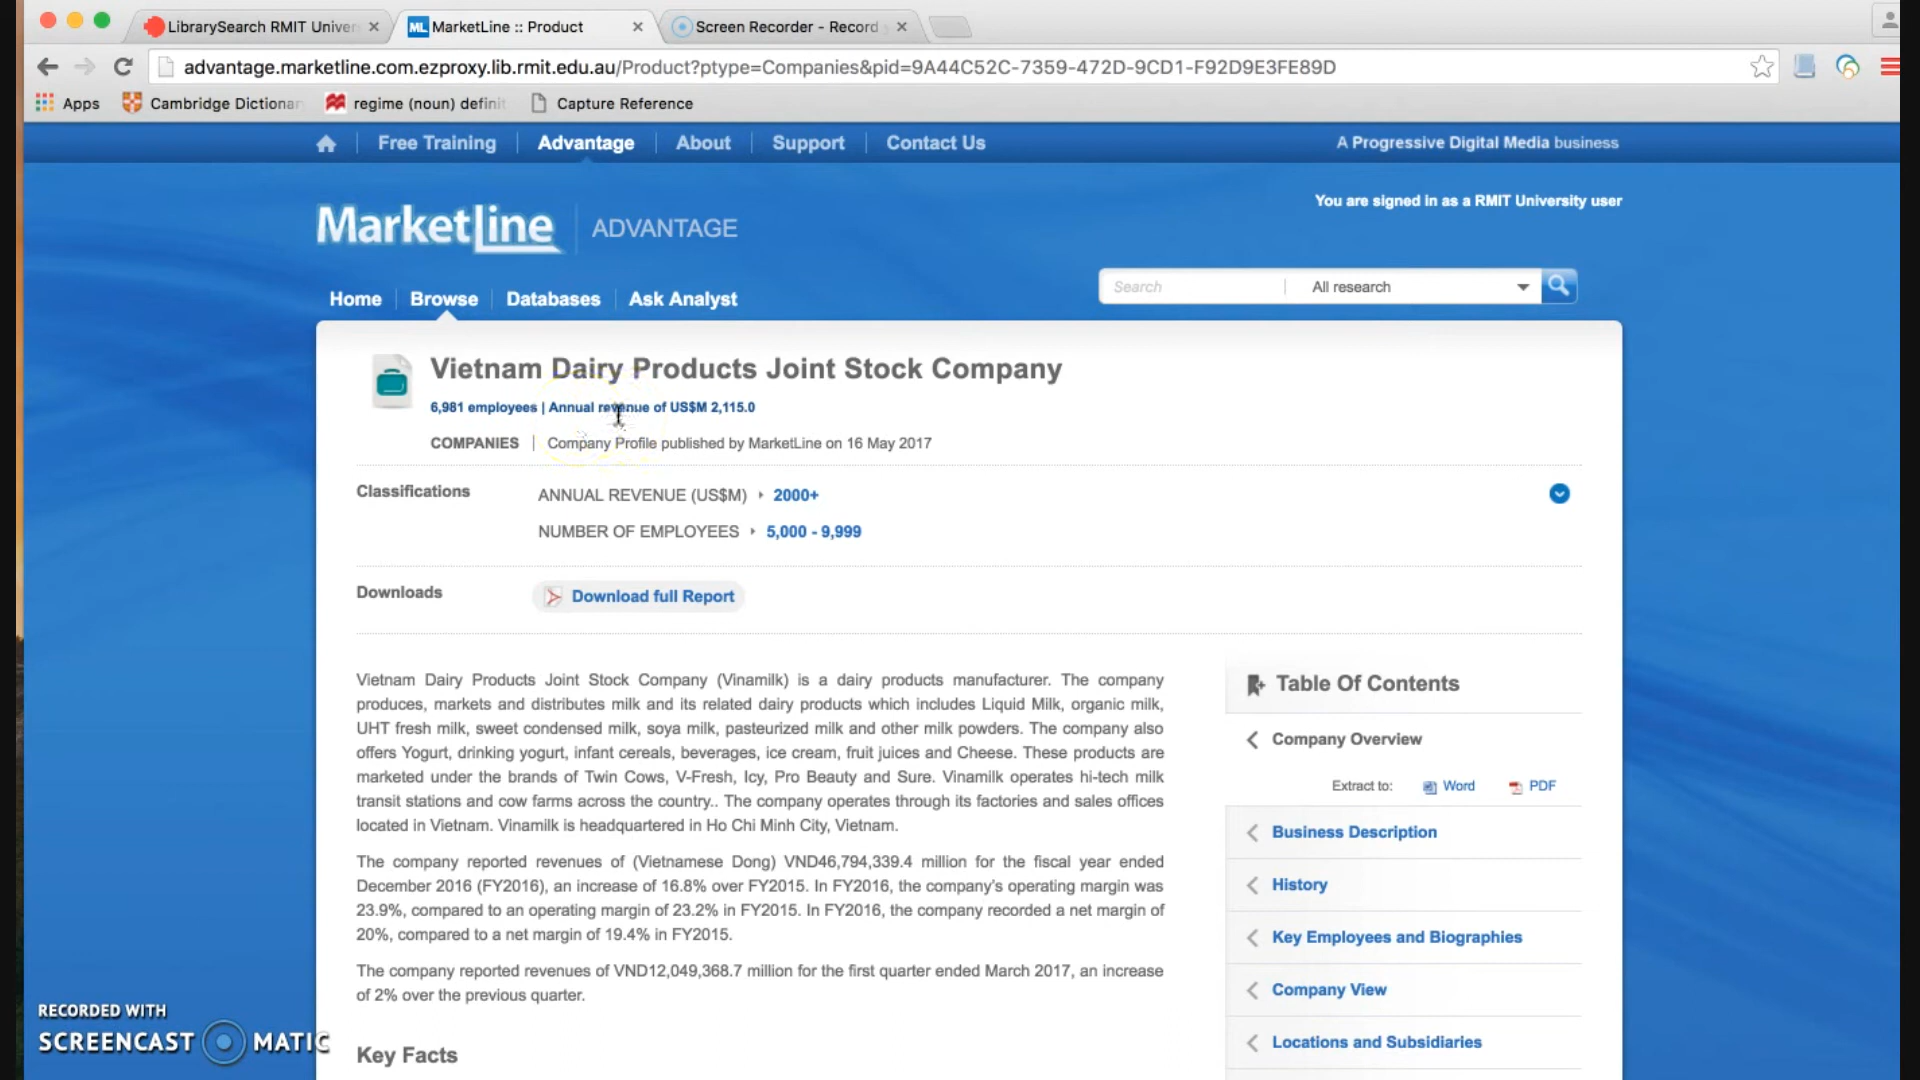 LibrarySearch RMIT Univer
MarketLine :: Product
Screen Recorder - Record
advantage.marketline.com.ezproxy.lib.rmit.edu.au/Product?ptype=Companies&pid=9A44C52C-7359-472D-9CD1-F92D9E3FE89D
Apps Cambridge Dictionar regime (noun) definit Capture Reference
Free Training Advantage About Support Contact Us A Progressive Digital Media business
You are signed in as a RMIT University user
MarketLine ADVANTAGE
Search All research
Home Browse Databases Ask Analyst
Vietnam Dairy Products Joint Stock Company
6,981 employees | Annual revenue of US$M 2,115.0
COMPANIES | Company Profile published by MarketLine on 16 May 2017
Classifications ANNUAL REVENUE (US$M) 2000+
NUMBER OF EMPLOYEES 5,000 - 9,999
Downloads Download full Report
Vietnam Dairy Products Joint Stock Company (Vinamilk) is a dairy products manufacturer. The company
produces, markets and distributes milk and its related dairy products which includes Liquid Milk, organic milk,
UHT fresh milk, sweet condensed milk, soya milk, pasteurized milk and other milk powders. The company also
offers Yogurt, drinking yogurt, infant cereals, beverages, ice cream, fruit juices and Cheese. These products are
marketed under the brands of Twin Cows, V-Fresh, Icy, Pro Beauty and Sure. Vinamilk operates hi-tech milk
transit stations and cow farms across the country.. The company operates through its factories and sales offices
located in Vietnam. Vinamilk is headquartered in Ho Chi Minh City, Vietnam.
The company reported revenues of (Vietnamese Dong) VND46,794,339.4 million for the fiscal year ended
December 2016 (FY2016), an increase of 16.8% over FY2015. In FY2016, the company's operating margin was
23.9%, compared to an operating margin of 23.2% in FY2015. In FY2016, the company recorded a net margin of
20%, compared to a net margin of 19.4% in FY2015.
The company reported revenues of VND12,049,368.7 million for the first quarter ended March 2017, an increase
of 2% over the previous quarter.
Key Facts
Table Of Contents
Company Overview
Extract to: Word PDF
Business Description
History
Key Employees and Biographies
Company View
Locations and Subsidiaries
RECORDED WITH
SCREENCAST MATIC